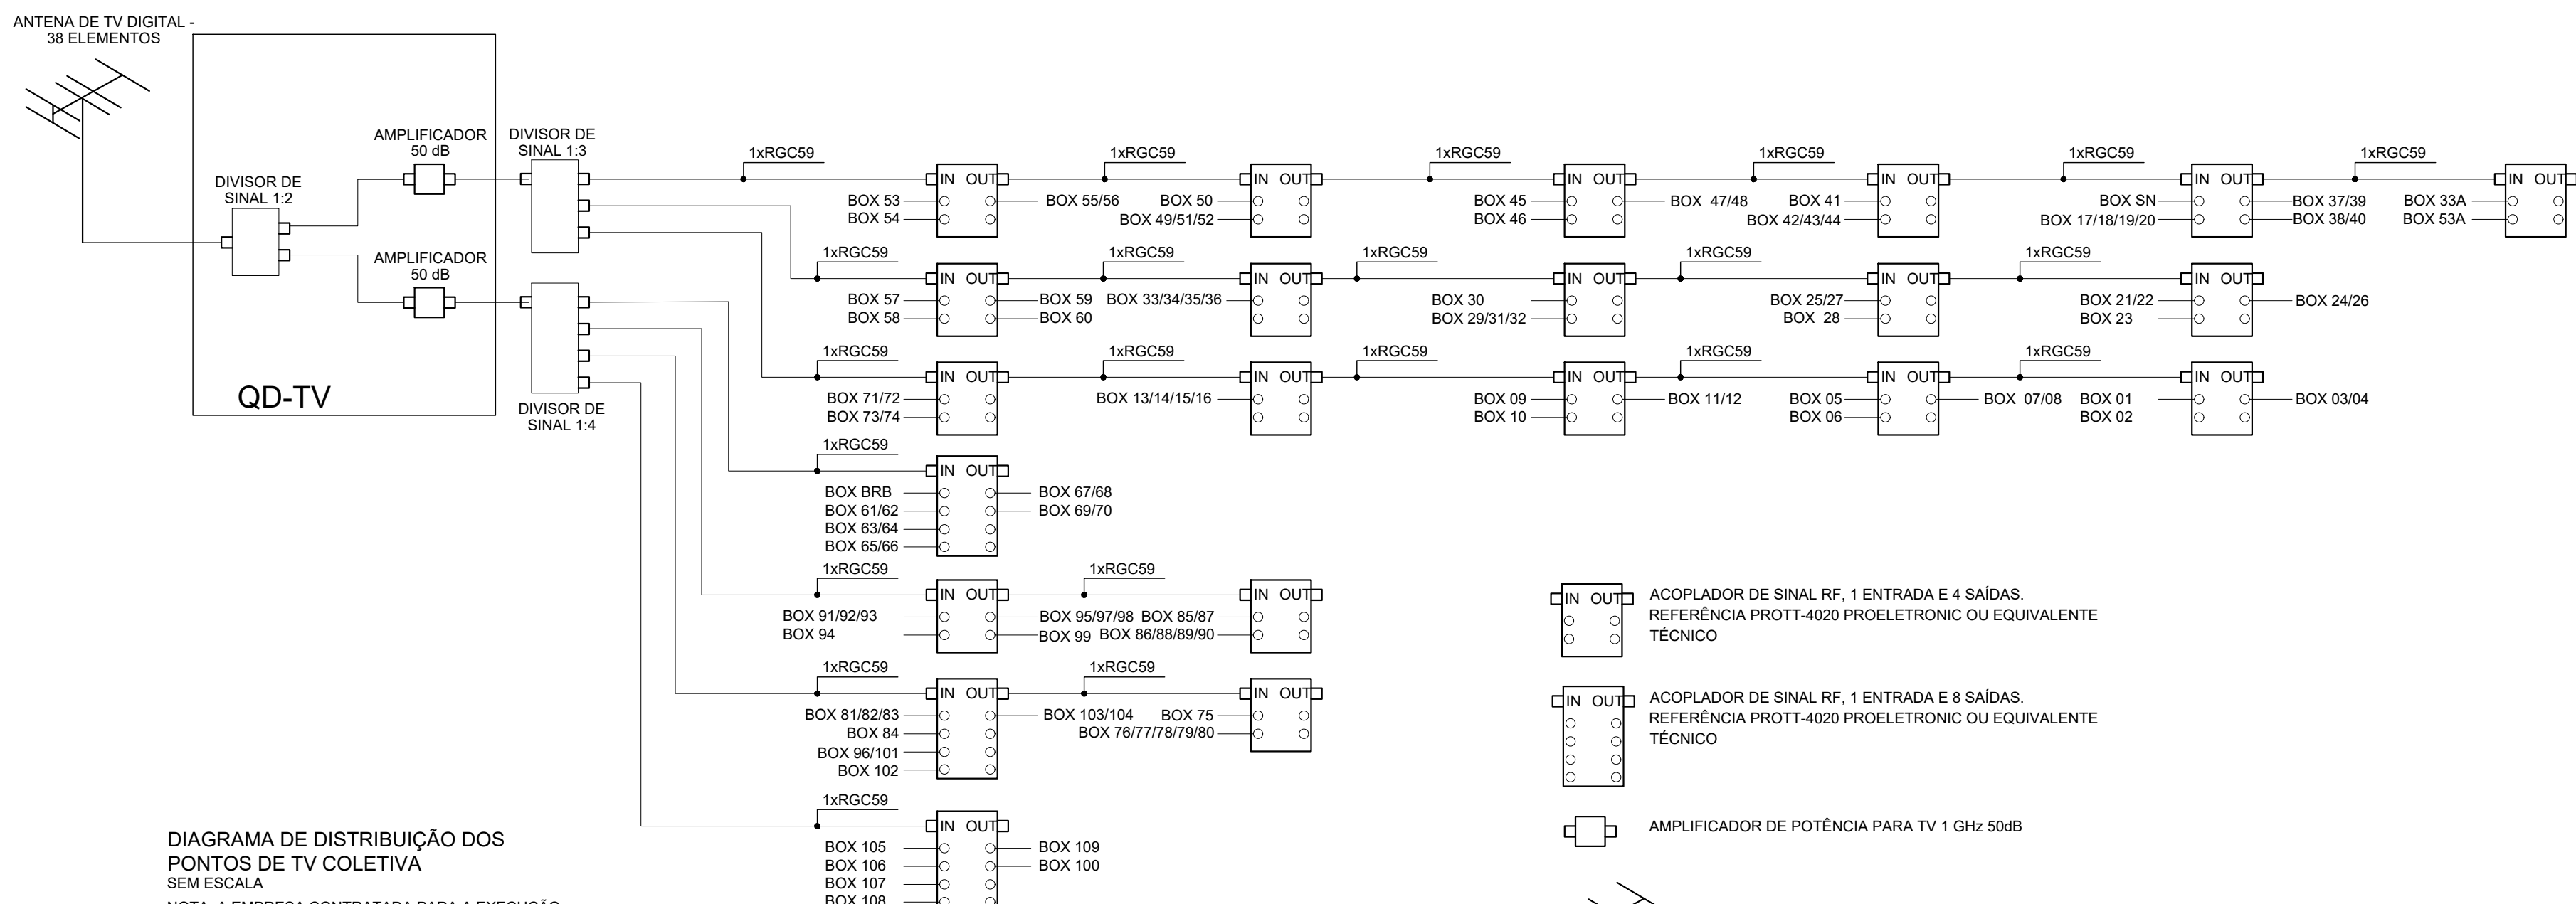 ANTENA DE TV DIGITAL -
38 ELEMENTOS
AMPLIFICADOR
50 dB
DIVISOR DE
SINAL 1:3
DIVISOR DE
SINAL 1:2
AMPLIFICADOR
50 dB
QD-TV
DIVISOR DE
SINAL 1:4
1xRGC59
1xRGC59
1xRGC59
1xRGC59
1xRGC59
1xRGC59
IN OUT
IN OUT
IN OUT
IN OUT
IN OUT
IN OUT
BOX 53
BOX 55/56
BOX 50
BOX 45
BOX 47/48
BOX 41
BOX SN
BOX 37/39
BOX 33A
BOX 54
BOX 49/51/52
BOX 46
BOX 42/43/44
BOX 17/18/19/20
BOX 38/40
BOX 53A
1xRGC59
1xRGC59
1xRGC59
1xRGC59
1xRGC59
IN OUT
IN OUT
IN OUT
IN OUT
IN OUT
BOX 57
BOX 59
BOX 33/34/35/36
BOX 30
BOX 25/27
BOX 21/22
BOX 24/26
BOX 58
BOX 60
BOX 29/31/32
BOX 28
BOX 23
1xRGC59
1xRGC59
1xRGC59
1xRGC59
1xRGC59
IN OUT
IN OUT
IN OUT
IN OUT
IN OUT
BOX 71/72
BOX 13/14/15/16
BOX 09
BOX 11/12
BOX 05
BOX 07/08
BOX 01
BOX 03/04
BOX 73/74
BOX 10
BOX 06
BOX 02
1xRGC59
IN OUT
BOX BRB
BOX 67/68
BOX 61/62
BOX 69/70
BOX 63/64
BOX 65/66
1xRGC59
1xRGC59
IN OUT
IN OUT
BOX 91/92/93
BOX 95/97/98
BOX 85/87
BOX 94
BOX 99
BOX 86/88/89/90
1xRGC59
1xRGC59
IN OUT
IN OUT
BOX 81/82/83
BOX 103/104
BOX 75
BOX 84
BOX 76/77/78/79/80
BOX 96/101
BOX 102
1xRGC59
IN OUT
BOX 105
BOX 109
BOX 106
BOX 100
BOX 107
BOX 108
IN OUT
ACOPLADOR DE SINAL RF, 1 ENTRADA E 4 SAÍDAS.
REFERÊNCIA PROTT-4020 PROELETRONIC OU EQUIVALENTE
TÉCNICO
IN OUT
ACOPLADOR DE SINAL RF, 1 ENTRADA E 8 SAÍDAS.
REFERÊNCIA PROTT-4020 PROELETRONIC OU EQUIVALENTE
TÉCNICO
AMPLIFICADOR DE POTÊNCIA PARA TV 1 GHz 50dB
DIAGRAMA DE DISTRIBUIÇÃO DOS
PONTOS DE TV COLETIVA
SEM ESCALA
NOTA: A EMPRESA CONTRATADA PARA A EXECUÇÃO